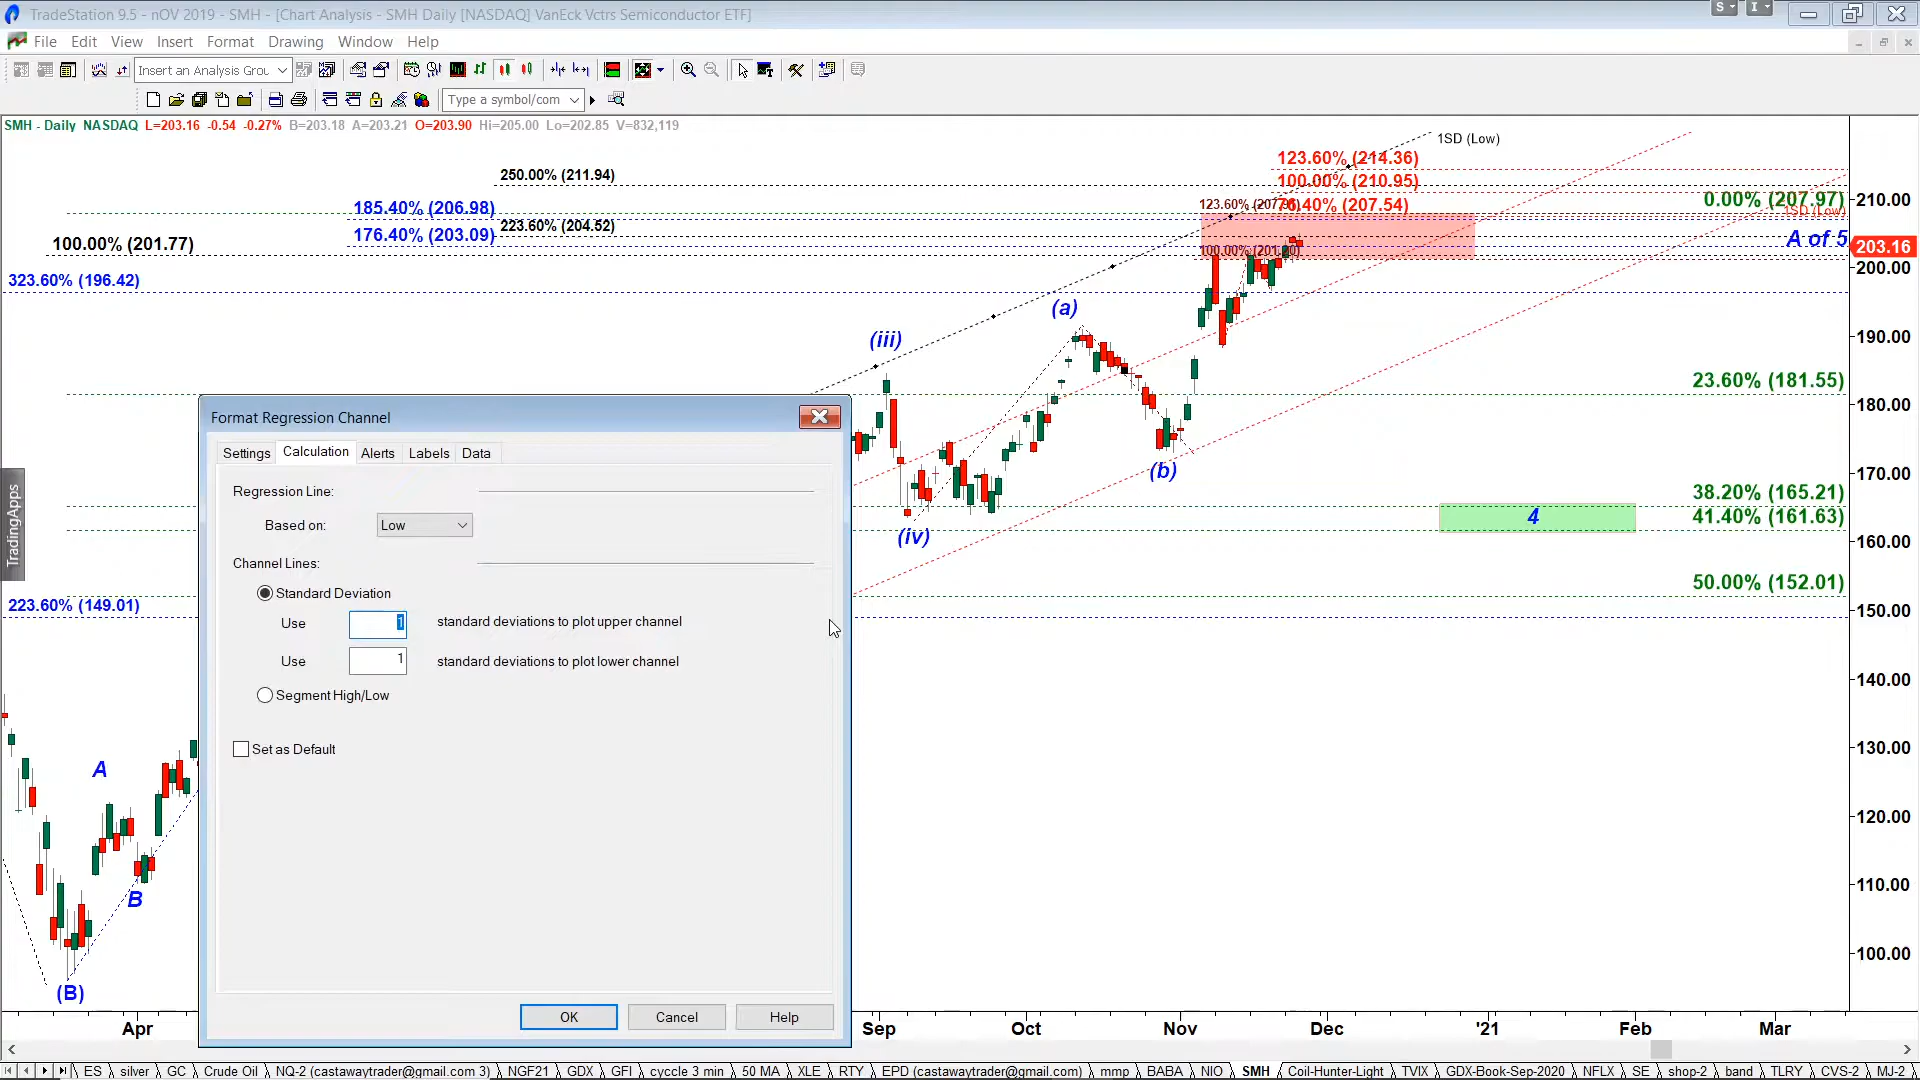 TradeStation 9.5 - nOV 2019 - SMH - [Chart Analysis - SMH Daily [NASDAQ] VanEck Vctrs Semiconductor ETF]
S I
File Edit View Insert Format Drawing Window Help
Insert an Analysis Grou
Type a symbol/com
SMH - Daily NASDAQ L=203.16 -0.54 -0.27% B=203.18 A=203.21 O=203.90 Hi=205.00 Lo=202.85 V=832,119
1SD (Low)
123.60% (214.36)
250.00% (211.94)
100.00% (210.95)
185.40% (206.98)
76.40% (207.54)
0.00% (207.97)
210.00
1SD (Low)
223.60% (204.52)
176.40% (203.09)
A of 5
203.16
100.00% (201.77)
100.00% (201.20)
200.00
323.60% (196.42)
(a)
190.00
(iii)
23.60% (181.55)
180.00
(b)
170.00
38.20% (165.21)
4
41.40% (161.63)
(iv)
160.00
50.00% (152.01)
223.60% (149.01)
150.00
140.00
130.00
120.00
110.00
100.00
A
B
(B)
TradingApps
Format Regression Channel
Settings Calculation Alerts Labels Data
Regression Line:
Based on: Low
Channel Lines:
Standard Deviation
Use 1 standard deviations to plot upper channel
Use 1 standard deviations to plot lower channel
Segment High/Low
Set as Default
OK Cancel Help
Apr Sep Oct Nov Dec '21 Feb Mar
ES silver GC Crude Oil NQ-2 (castawaytrader@gmail.com 3) NGF21 GDX GFI cyccle 3 min 50 MA XLE RTY EPD (castawaytrader@gmail.com) mmp BABA NIO SMH Coil-Hunter-Light TVIX GDX-Book-Sep-2020 NFLX SE shop-2 band TLRY CVS-2 MJ-2